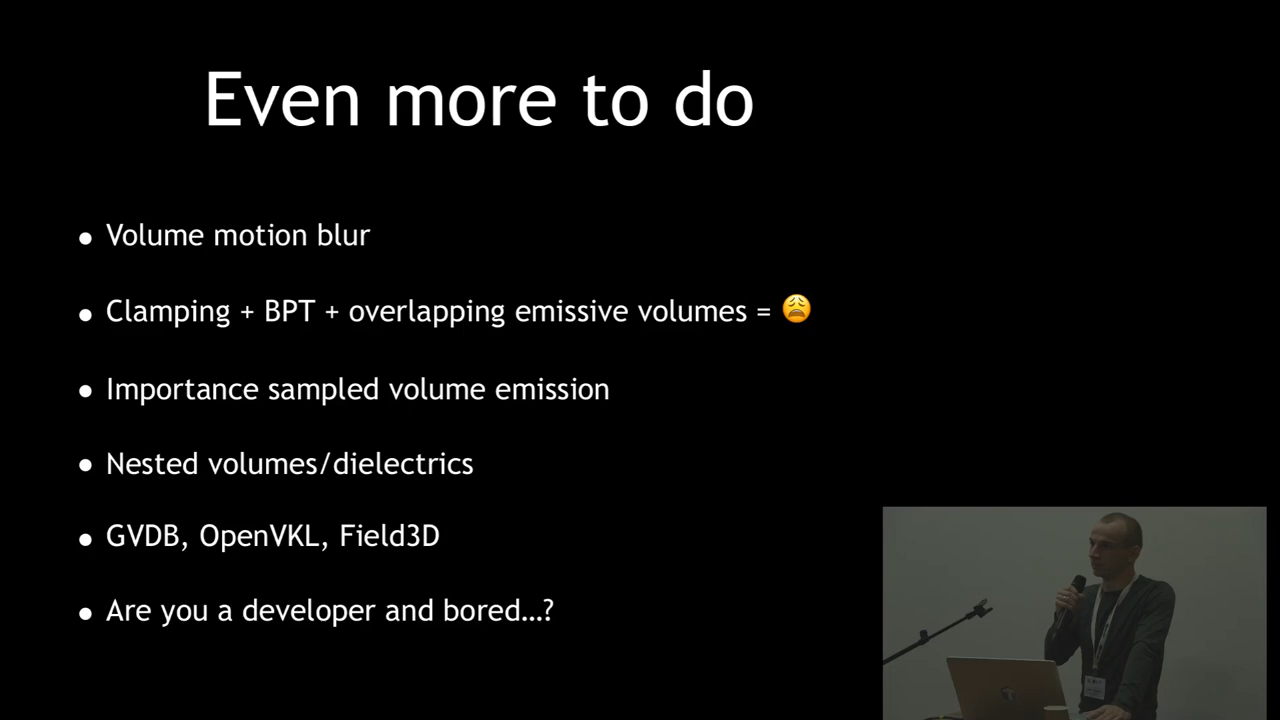 Even more to do
• Volume motion blur
• Clamping + BPT + overlapping emissive volumes = 😩
• Importance sampled volume emission
• Nested volumes/dielectrics
• GVDB, OpenVKL, Field3D
• Are you a developer and bored…?